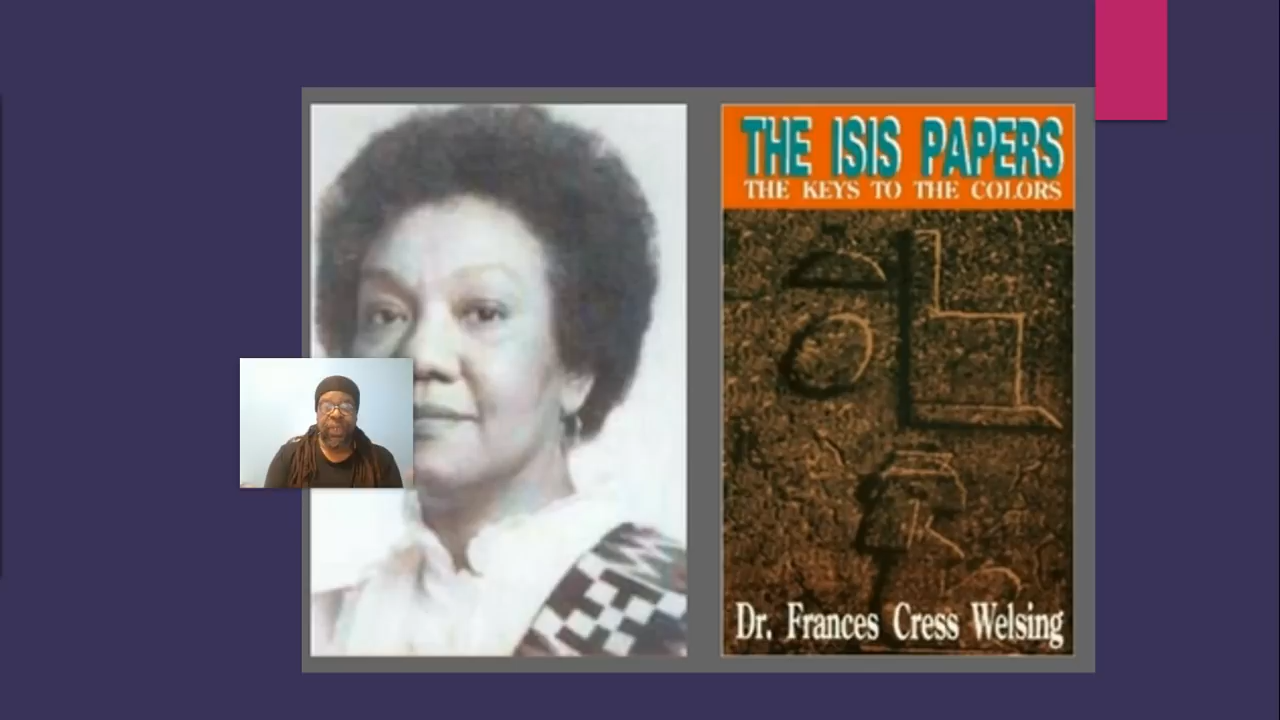 THE ISIS PAPERS
THE KEYS TO THE COLORS
Dr. Frances Cress Welsing